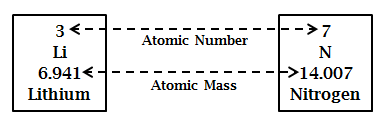 3
Li
6.941
Lithium
Atomic Number
Atomic Mass
7
N
14.007
Nitrogen